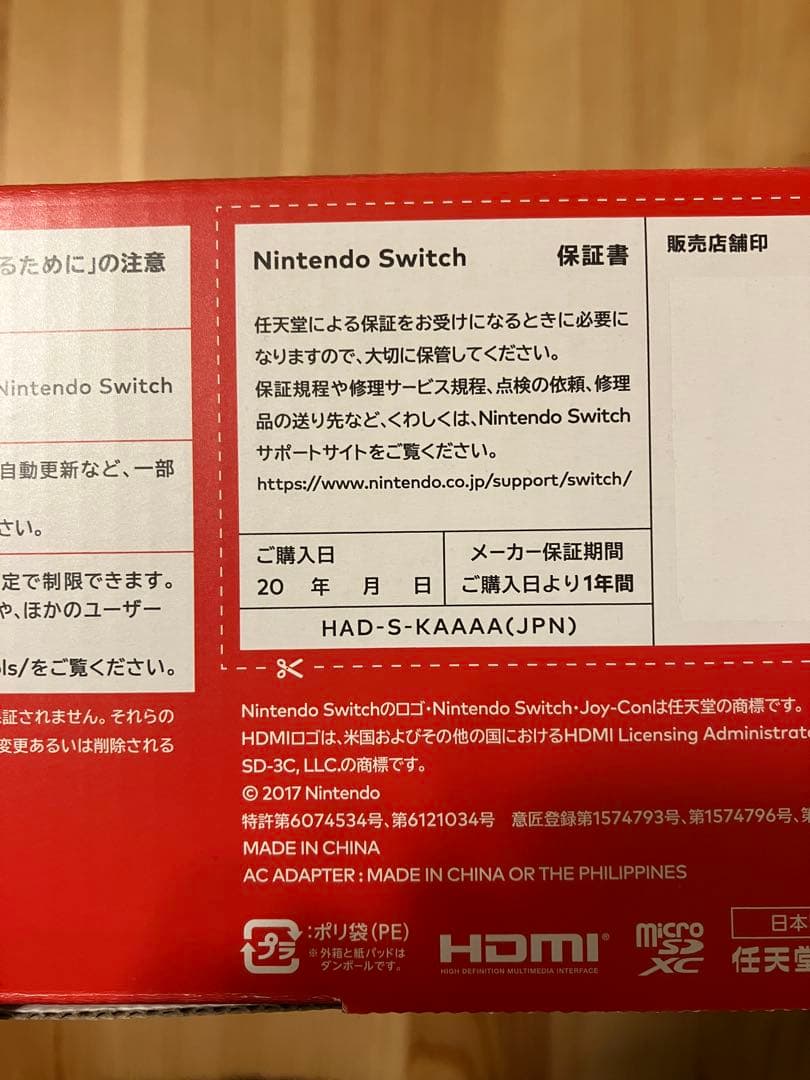 るために」の注意
Nintendo Switch
自動更新など、一部
さい。
定で制限できます。
や、ほかのユーザー
ols/をご覧ください。
証されません。それらの
変更あるいは削除される
Nintendo Switch 保証書
任天堂による保証をお受けになるときに必要に
なりますので、大切に保管してください。
保証規程や修理サービス規程、点検の依頼、修理
品の送り先など、くわしくは、Nintendo Switch
サポートサイトをご覧ください。
https://www.nintendo.co.jp/support/switch/
ご購入日
20 年 月 日
メーカー保証期間
ご購入日より1年間
HAD-S-KAAAA(JPN)
販売店舗印
Nintendo Switchのロゴ・Nintendo Switch・Joy-Conは任天堂の商標です。
HDMIロゴは、米国およびその他の国におけるHDMI Licensing Administrato
SD-3C, LLC.の商標です。
© 2017 Nintendo
特許第6074534号、第6121034号 意匠登録第1574793号、第1574796号、第
MADE IN CHINA
AC ADAPTER : MADE IN CHINA OR THE PHILIPPINES
プラ
:ポリ袋(PE)
※外箱と紙パッドは
ダンボールです。
HDMI®
HIGH DEFINITION MULTIMEDIA INTERFACE
micro
SD
XC
日本
任天堂